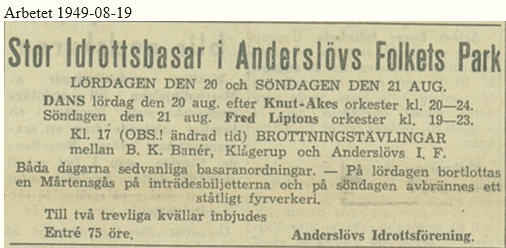 Arbetet 1949-08-19
Stor Idrottsbasar i Anderslövs Folkets Park
LÖRDAGEN DEN 20 och SÖNDAGEN DEN 21 AUG.
DANS lördag den 20 aug. efter Knut-Akes orkester kl. 20—24.
Söndagen den 21 aug. Fred Liptons orkester kl. 19—23.
Kl. 17 (OBS.! ändrad tid) BROTTNINGSTÄVLINGAR
mellan B. K. Banér, Klågerup och Anderslövs I. F.
Båda dagarna sedvanliga basaranordningar. — På lördagen bortlottas
en Mårtensgås på inträdesbiljetterna och på söndagen avbrännes ett
ståtligt fyrverkeri.
Till två trevliga kvällar inbjudes
Entré 75 öre. Anderslövs Idrottsförening.